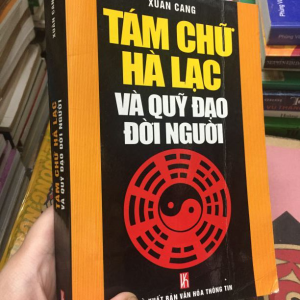 XUÂN CANG
TÁM CHỮ
HÀ LẠC
VÀ QUỸ ĐẠO
ĐỜI NGƯỜI
XUÂN CANG
TÁM CHỮ HÀ LẠC
VÀ QUỸ ĐẠO ĐỜI NGƯỜI
XUẤT BẢN VĂN HÓA THÔNG TIN